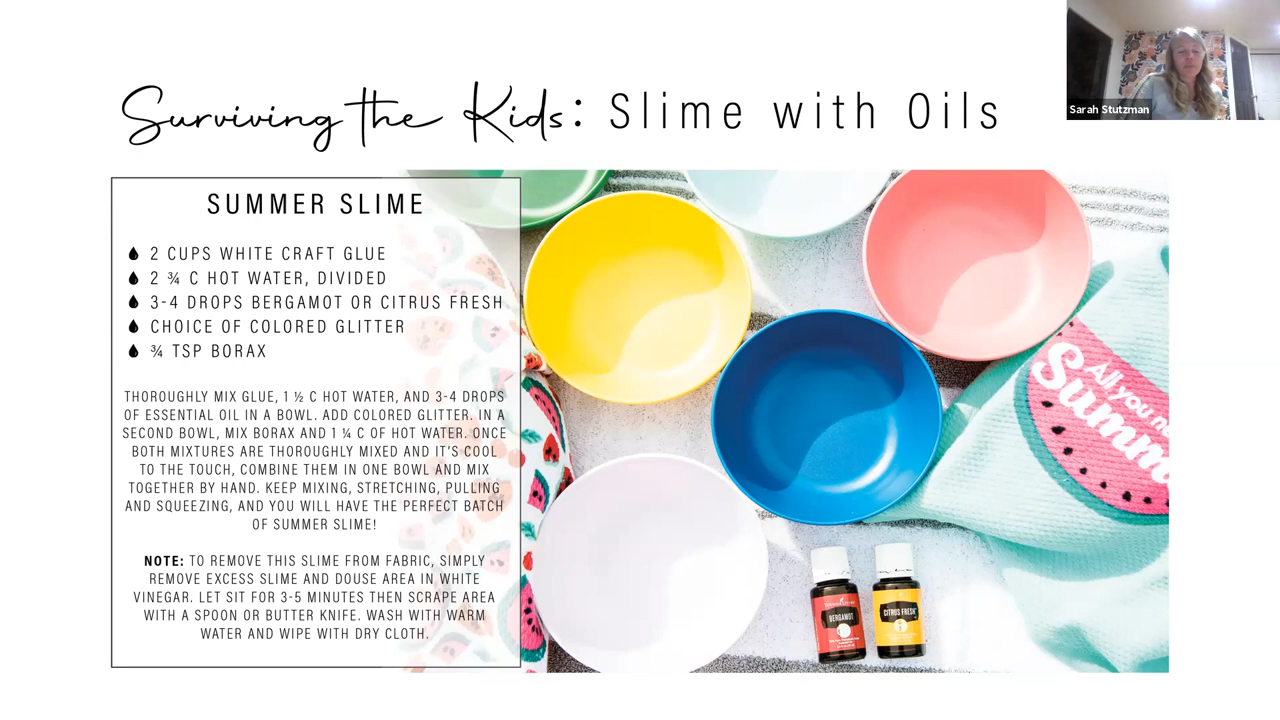 Surviving the Kids: Slime with Oils
Sarah Stutzman
SUMMER SLIME
2 CUPS WHITE CRAFT GLUE
2 ¾ C HOT WATER, DIVIDED
3-4 DROPS BERGAMOT OR CITRUS FRESH
CHOICE OF COLORED GLITTER
¾ TSP BORAX
THOROUGHLY MIX GLUE, 1 ½ C HOT WATER, AND 3-4 DROPS
OF ESSENTIAL OIL IN A BOWL. ADD COLORED GLITTER. IN A
SECOND BOWL, MIX BORAX AND 1 ¼ C OF HOT WATER. ONCE
BOTH MIXTURES ARE THOROUGHLY MIXED AND IT'S COOL
TO THE TOUCH, COMBINE THEM IN ONE BOWL AND MIX
TOGETHER BY HAND. KEEP MIXING, STRETCHING, PULLING
AND SQUEEZING, AND YOU WILL HAVE THE PERFECT BATCH
OF SUMMER SLIME!
NOTE: TO REMOVE THIS SLIME FROM FABRIC, SIMPLY
REMOVE EXCESS SLIME AND DOUSE AREA IN WHITE
VINEGAR. LET SIT FOR 3-5 MINUTES THEN SCRAPE AREA
WITH A SPOON OR BUTTER KNIFE. WASH WITH WARM
WATER AND WIPE WITH DRY CLOTH.
All you n
Summ
BERGAMOT
CITRUS FRESH